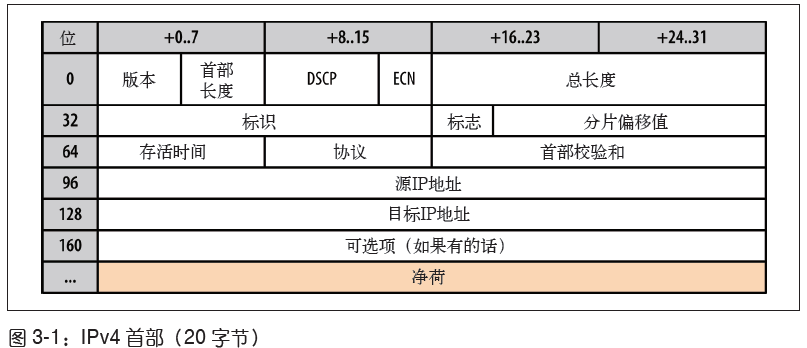 位 +0..7 +8..15 +16..23 +24..31
0 版本 首部长度 DSCP ECN 总长度
32 标识 标志 分片偏移值
64 存活时间 协议 首部校验和
96 源IP地址
128 目标IP地址
160 可选项（如果有的话）
... 净荷
图 3-1：IPv4 首部（20 字节）